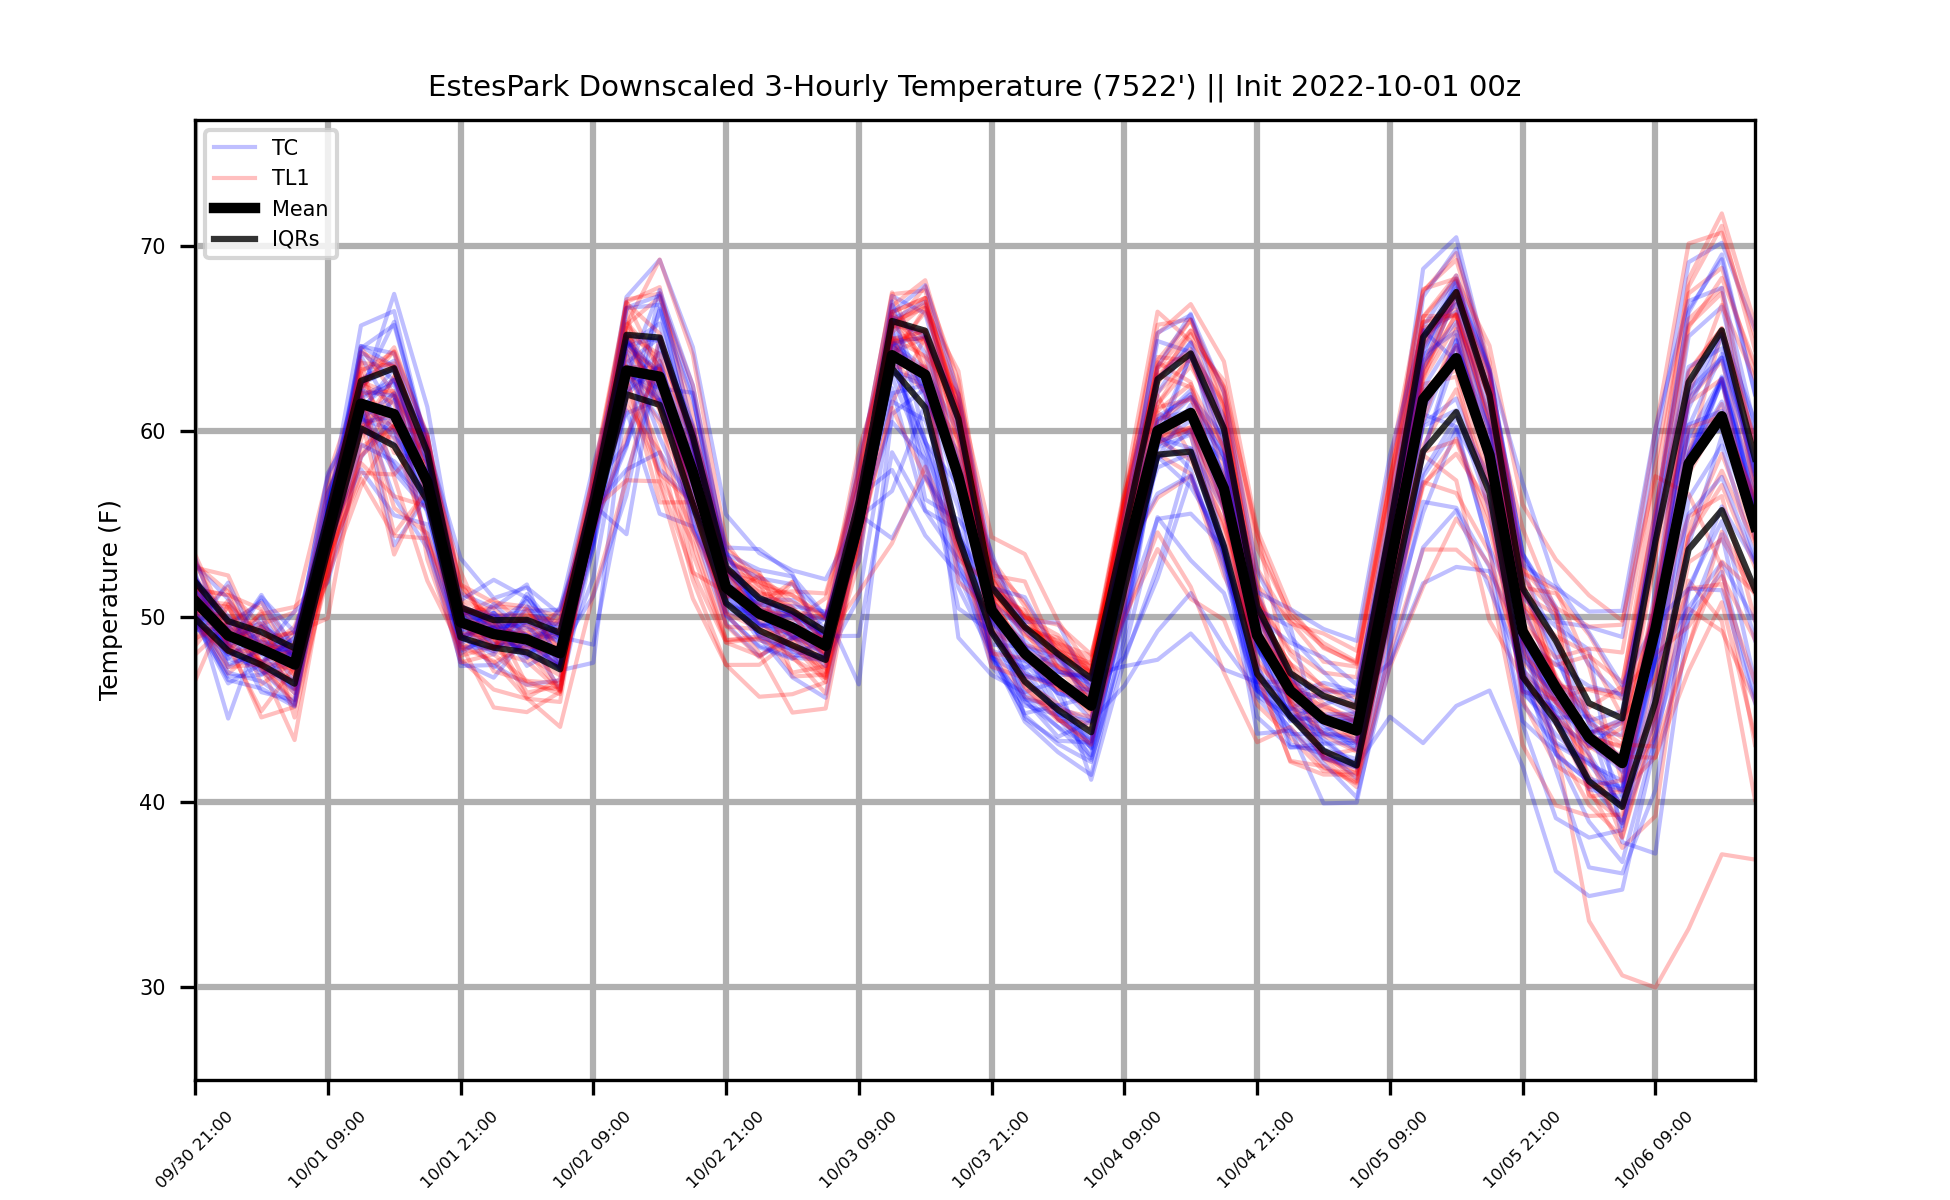 EstesPark Downscaled 3-Hourly Temperature (7522') || Init 2022-10-01 00z
TC
TL1
Mean
IQRs
Temperature (F)
70
60
50
40
30
09/30 21:00
10/01 09:00
10/01 21:00
10/02 09:00
10/02 21:00
10/03 09:00
10/03 21:00
10/04 09:00
10/04 21:00
10/05 09:00
10/05 21:00
10/06 09:00